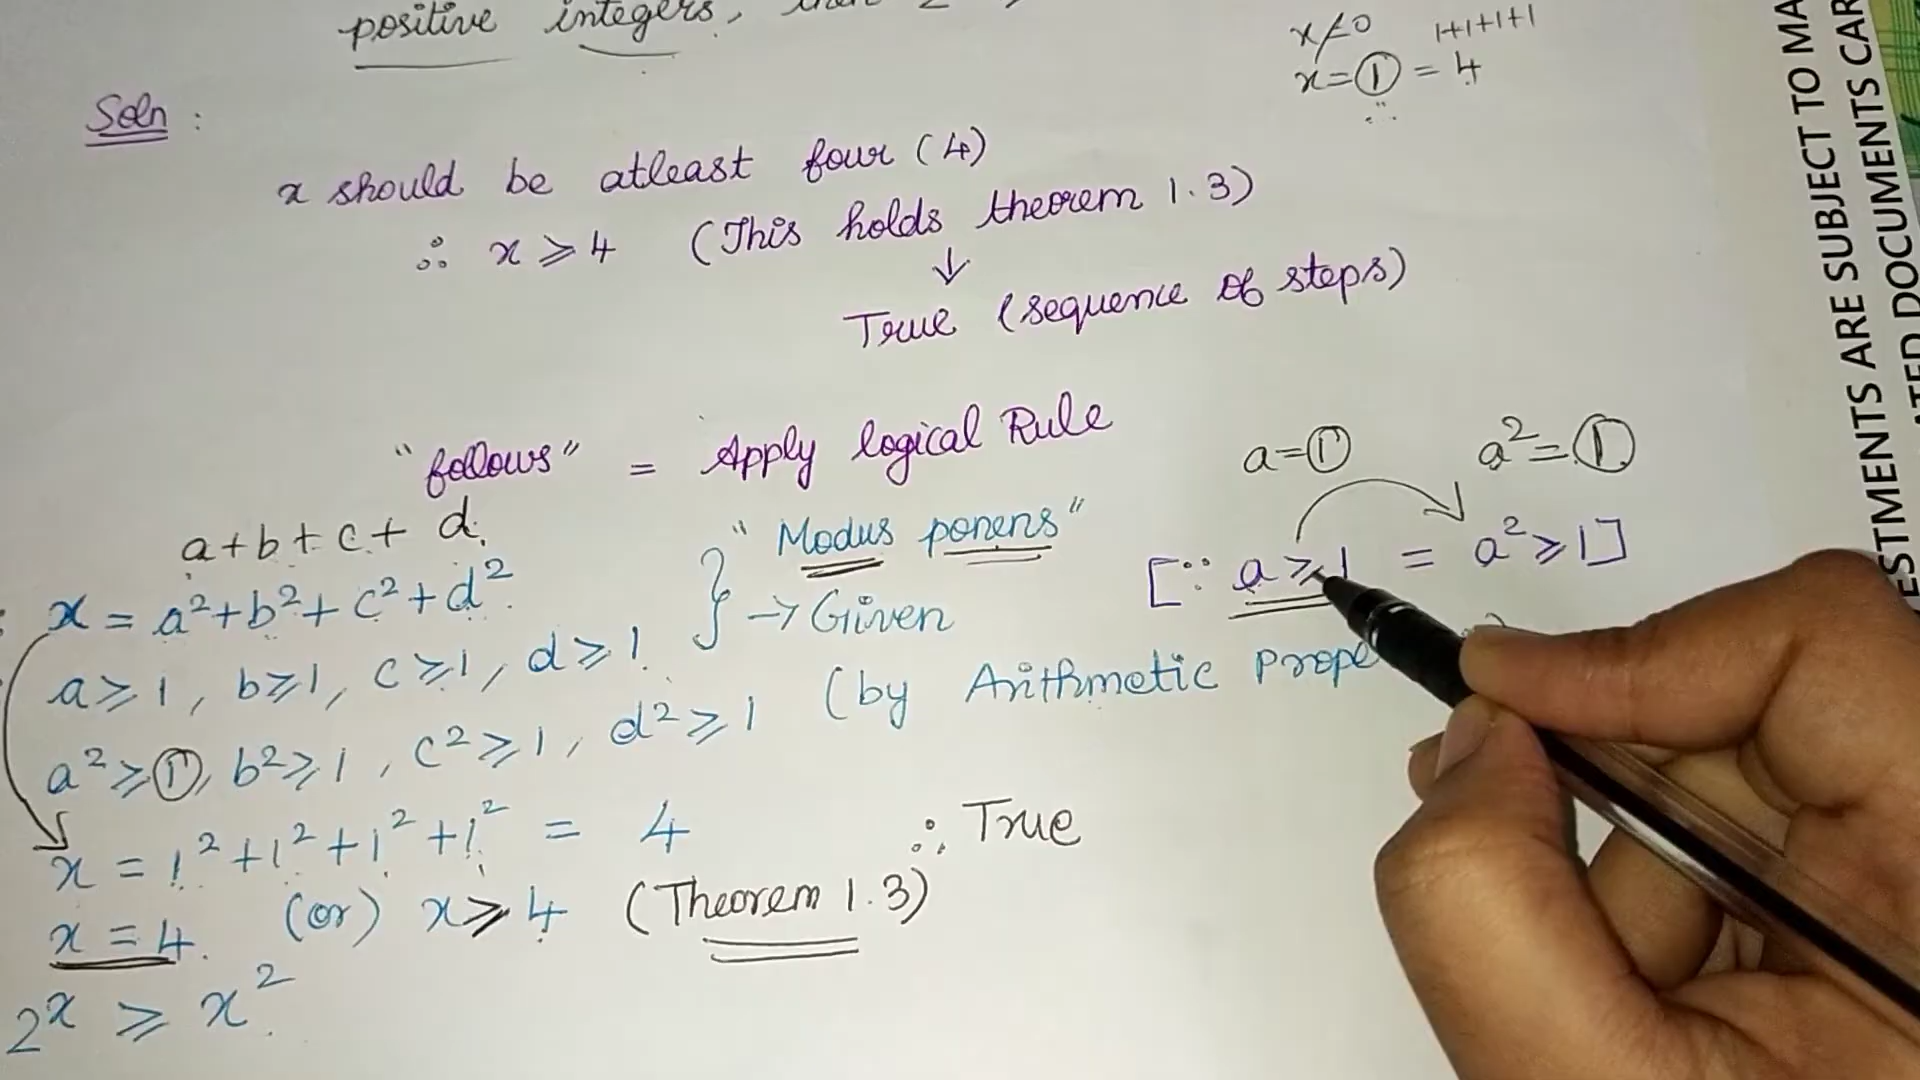 positive integers,
x≠0 1+1+1+1
x=① = 4
Soln :
x should be atleast four (4)
∴ x ≥ 4 (This holds theorem 1.3)
↓
True (sequence of steps)
"follows" = Apply logical Rule
a=① a²=①
a+b+c+d
"Modus ponens"
[∵ a≥1 = a²≥1]
x = a²+b²+c²+d²
} → Given
a≥1, b≥1, c≥1, d≥1
a²≥①, b²≥1, c²≥1, d²≥1 (by Arithmetic
x = 1²+1²+1²+1² = 4 ∴ True
x = 4. (or) x ≥ 4 (Theorem 1.3)
2ˣ ≥ x²
ESTMENTS ARE SUBJECT TO MA
ATED DOCUMENTS CAR